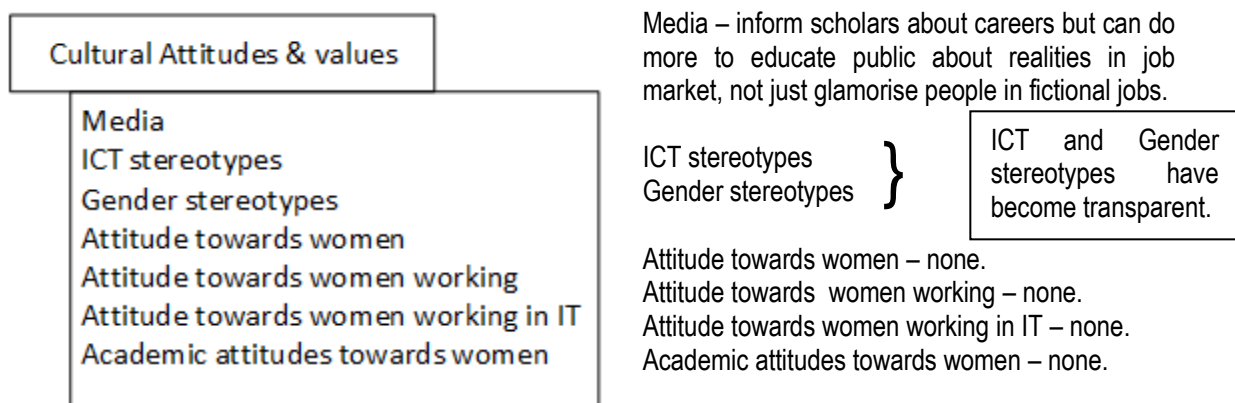 Cultural Attitudes & values
Media
ICT stereotypes
Gender stereotypes
Attitude towards women
Attitude towards women working
Attitude towards women working in IT
Academic attitudes towards women
Media – inform scholars about careers but can do
more to educate public about realities in job
market, not just glamorise people in fictional jobs.
ICT stereotypes
Gender stereotypes
}
ICT and Gender
stereotypes have
become transparent.
Attitude towards women – none.
Attitude towards women working – none.
Attitude towards women working in IT – none.
Academic attitudes towards women – none.